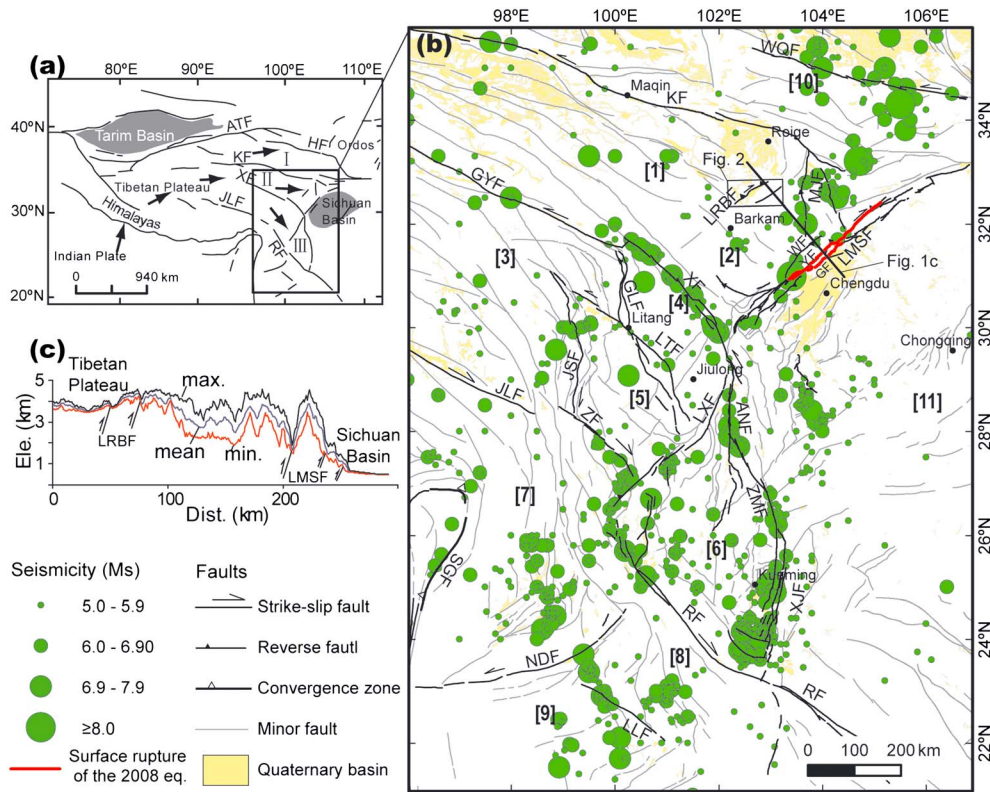 (a)
80°E 90°E 100°E 110°E
40°N
30°N
20°N
Tarim Basin
ATF
HF
Ordos
KF
I
XF
II
Tibetan Plateau
JLF
Sichuan
Basin
Himalayas
III
RF
Indian Plate
0 940 km
(c)
Tibetan
Plateau
max.
mean
min.
LRBF
LMSF
Sichuan
Basin
Ele. (km)
5
4
1
0 100 200
Dist. (km)
Seismicity (Ms)
5.0 - 5.9
6.0 - 6.90
6.9 - 7.9
≥8.0
Surface rupture
of the 2008 eq.
Faults
Strike-slip fault
Reverse fautl
Convergence zone
Minor fault
Quaternary basin
98°E 100°E 102°E 104°E 106°E
(b)
WQF
[10]
Maqin
KF
34°N
Roige
[1]
Fig. 2
MJF
GYF
LRBF
Barkam
32°N
WF
YF
GF
LMSF
[3]
[2]
Fig. 1c
XF
Chengdu
[4]
GLF
Litang
30°N
LTF
Chongqing
JSF
Jiulong
[5]
[11]
JLF
LXF
ANF
ZF
28°N
ZMF
[7]
[6]
26°N
SGF
Kunming
XJF
RF
24°N
NDF
[8]
RF
[9]
LLF
22°N
0 100 200 km